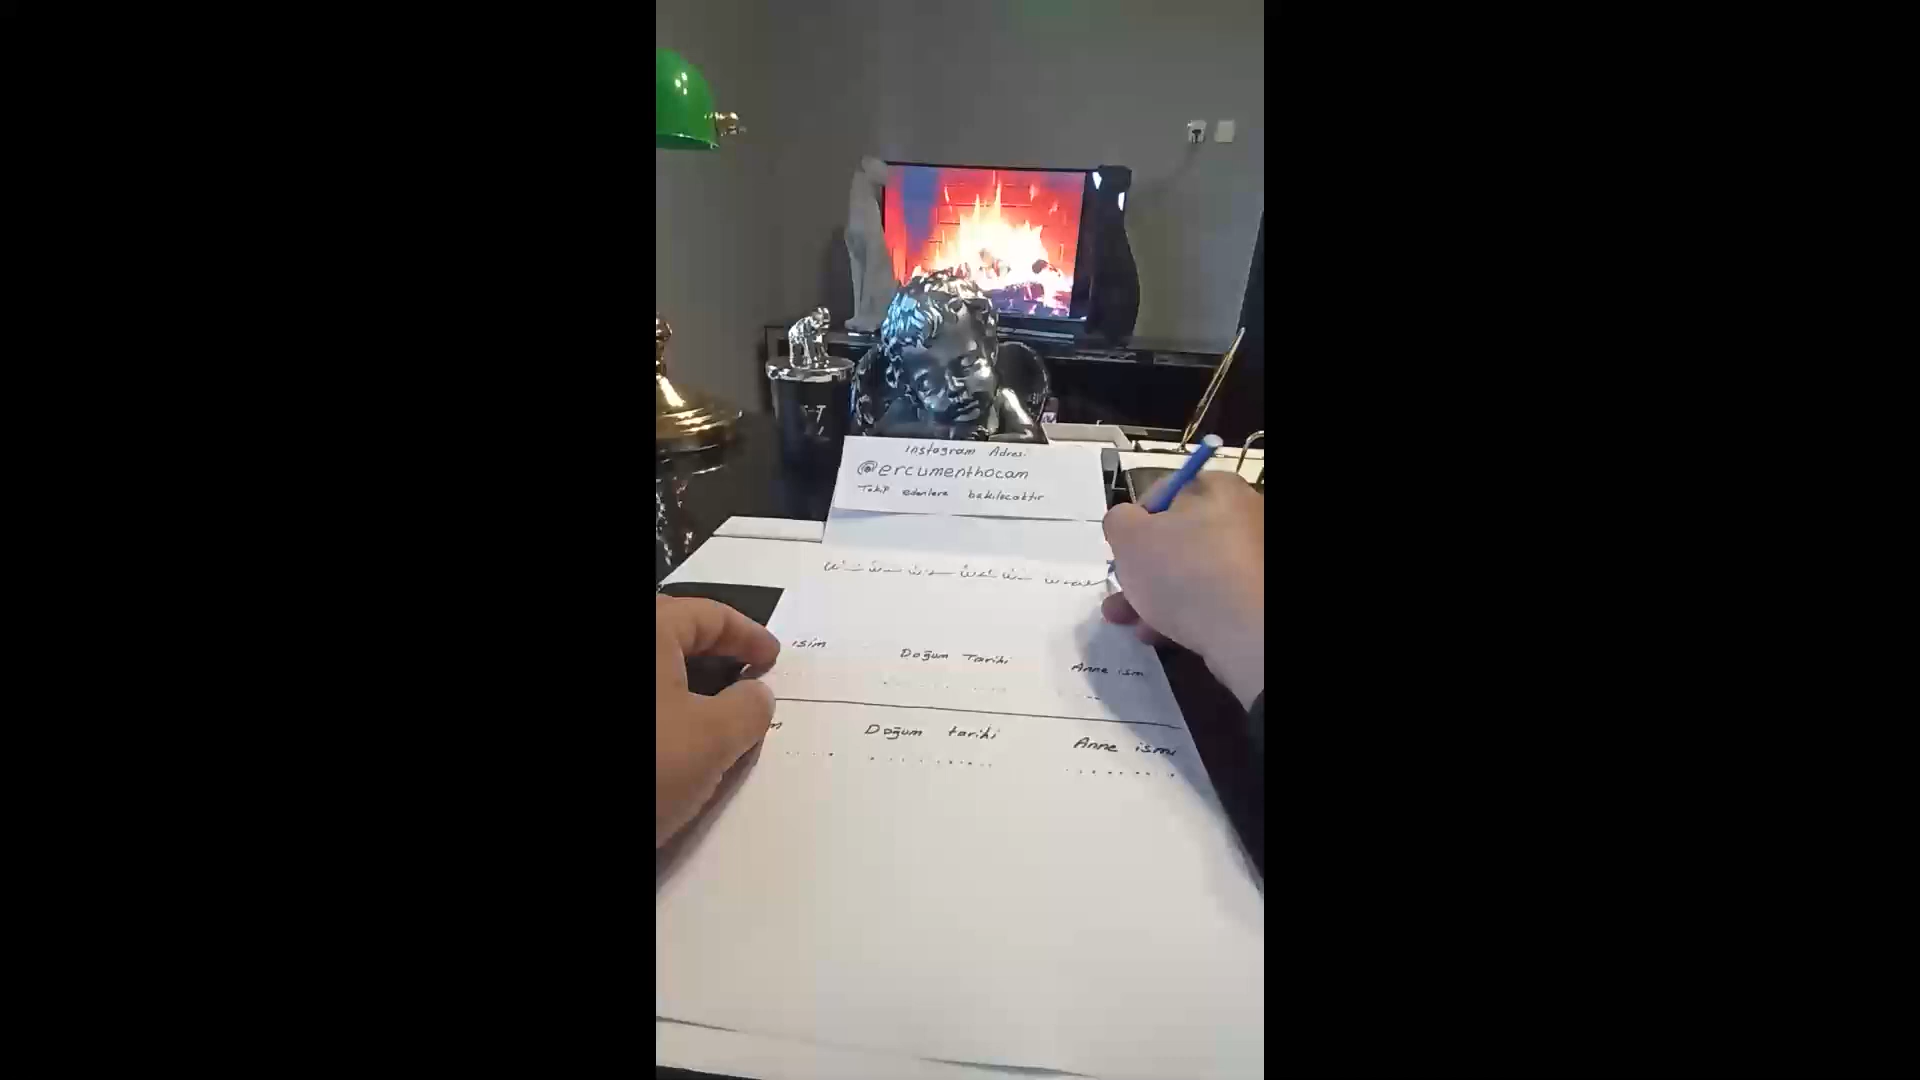 instagram Adresi
@ercumenthocam
Takip edenlere bakılacaktır
isim Doğum Tarihi Anne ismi
Doğum tarihi Anne ismi